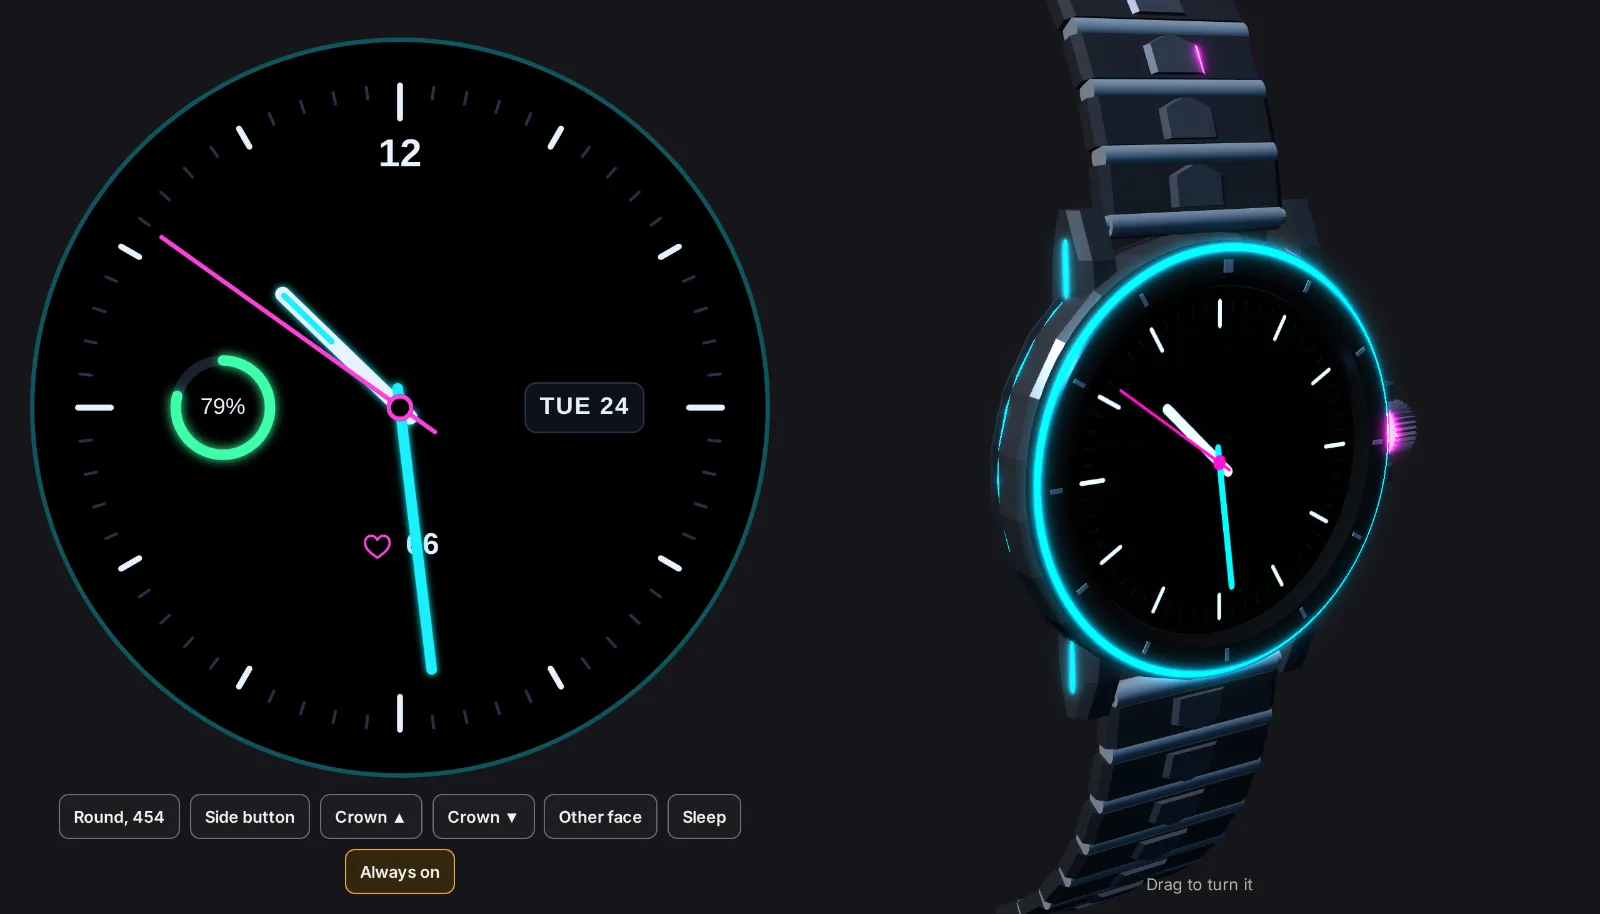 12
79%
TUE 24
66
Round, 454
Side button
Crown ▲
Crown ▼
Other face
Sleep
Always on
Drag to turn it